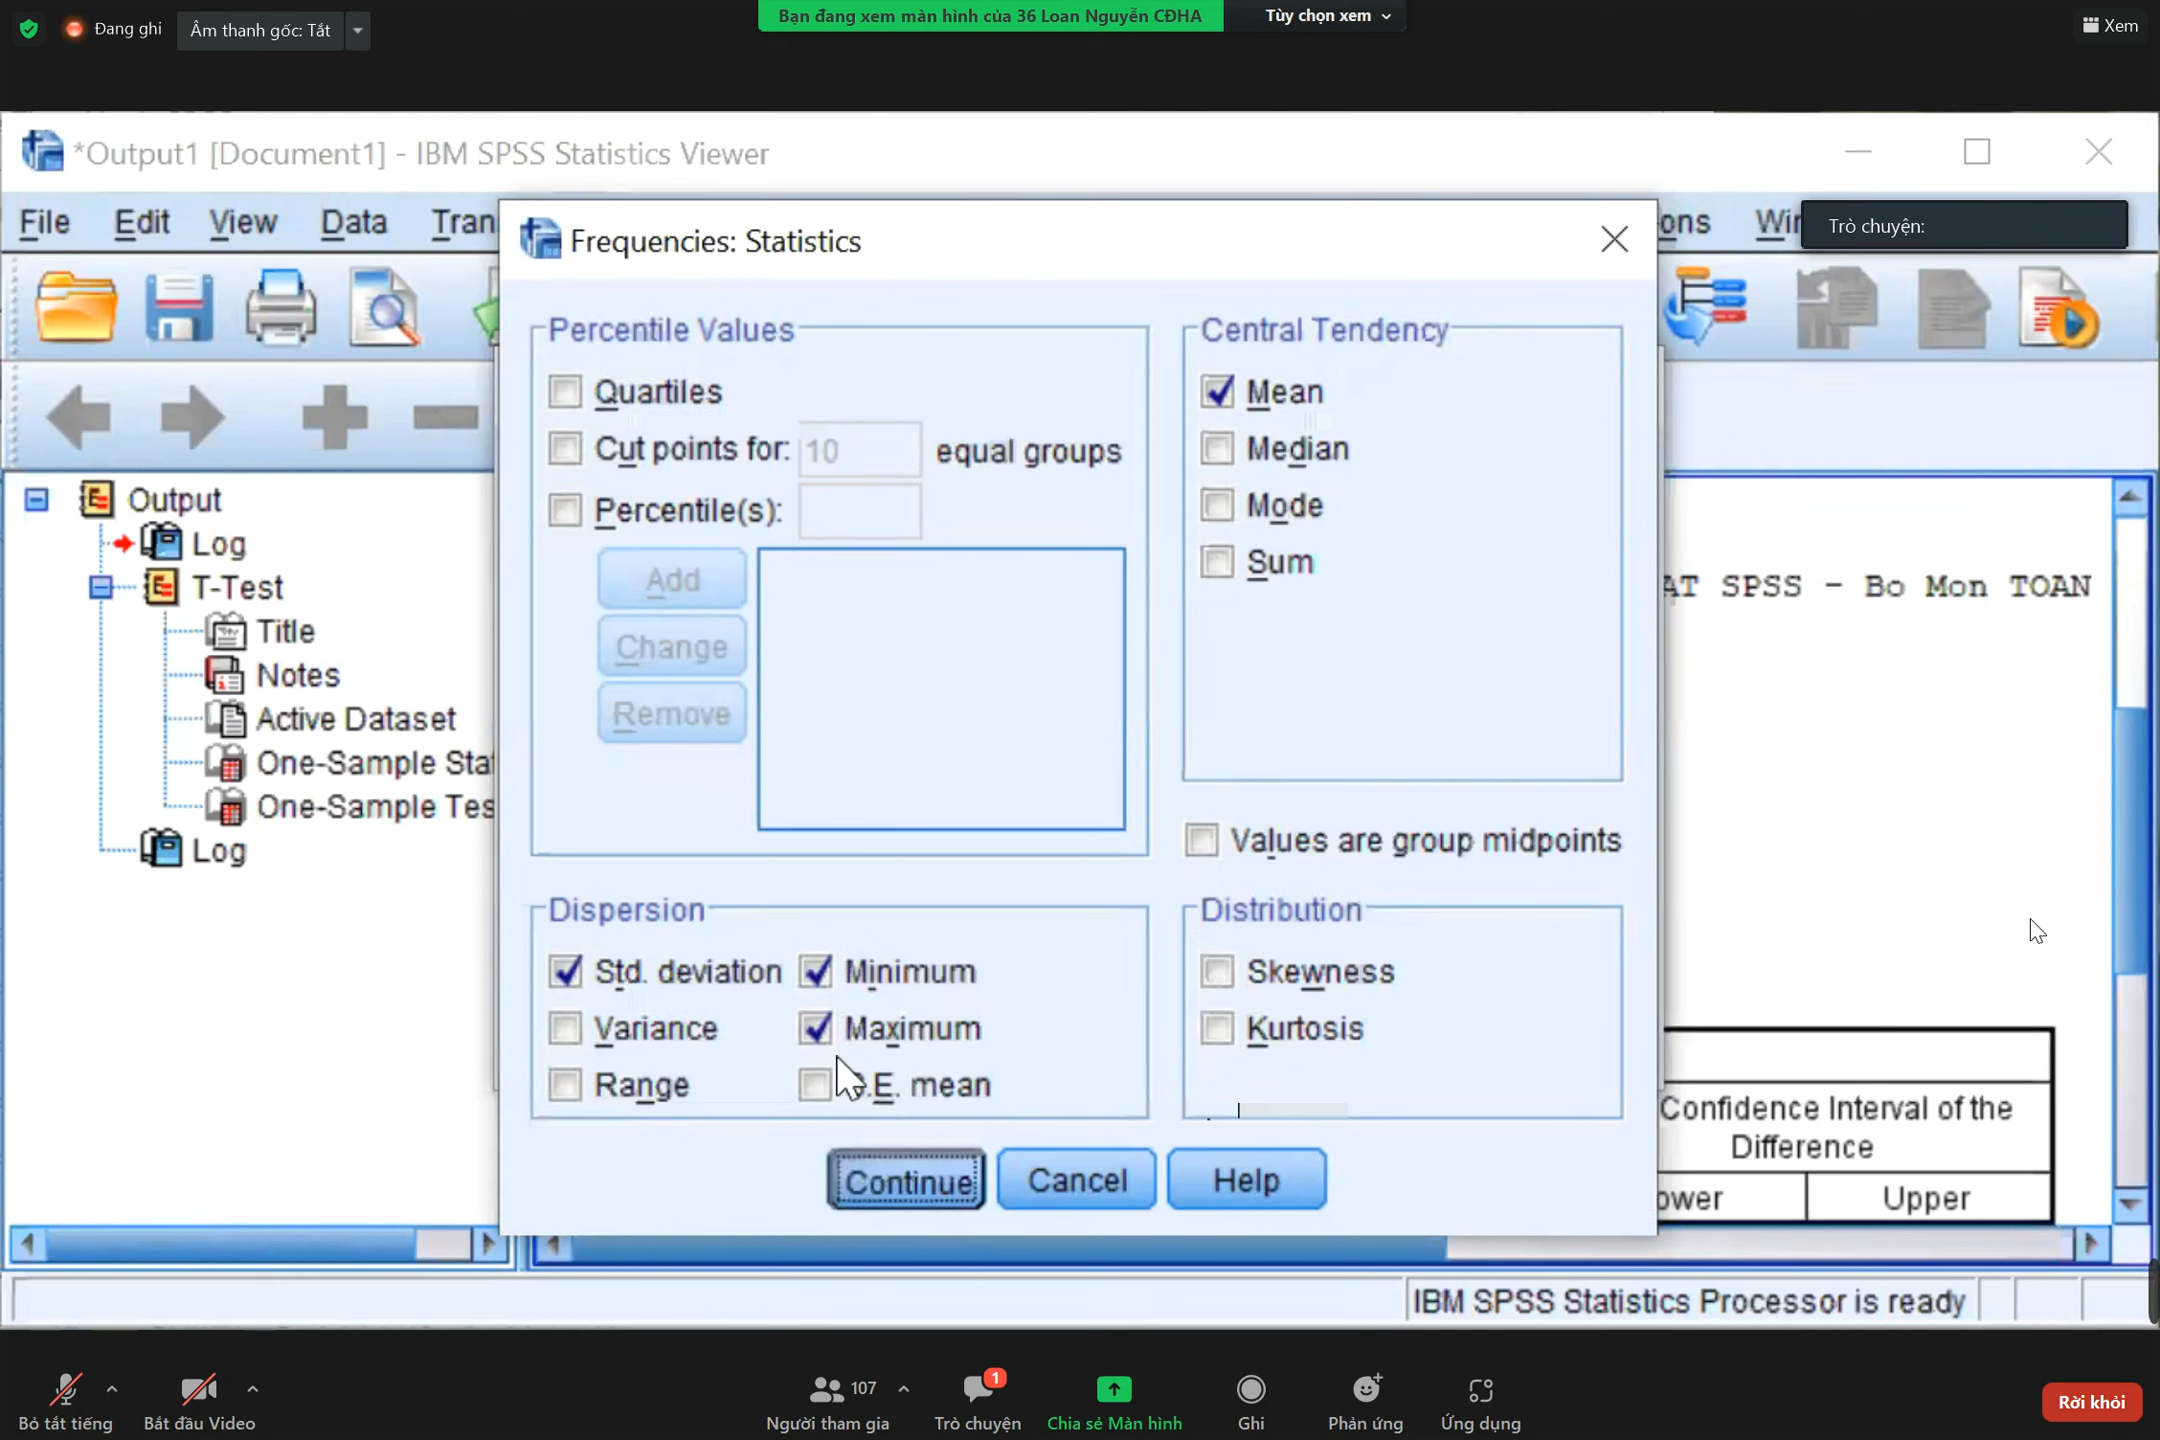 Đang ghi
Âm thanh gốc: Tắt
Bạn đang xem màn hình của 36 Loan Nguyễn CĐHA
Tùy chọn xem
Xem
*Output1 [Document1] - IBM SPSS Statistics Viewer
File Edit View Data Tran
ons Wi
Trò chuyện:
Frequencies: Statistics
Percentile Values
Quartiles
Cut points for: 10 equal groups
Percentile(s):
Add
Change
Remove
Central Tendency
Mean
Median
Mode
Sum
Values are group midpoints
Dispersion
Std. deviation
Minimum
Variance
Maximum
Range
.E. mean
Distribution
Skewness
Kurtosis
Continue
Cancel
Help
Output
Log
T-Test
Title
Notes
Active Dataset
One-Sample Sta
One-Sample Tes
Log
AT SPSS - Bo Mon TOAN
Confidence Interval of the
Difference
ower
Upper
IBM SPSS Statistics Processor is ready
Bỏ tắt tiếng
Bắt đầu Video
107
Người tham gia
1
Trò chuyện
Chia sẻ Màn hình
Ghi
Phản ứng
Ứng dụng
Rời khỏi